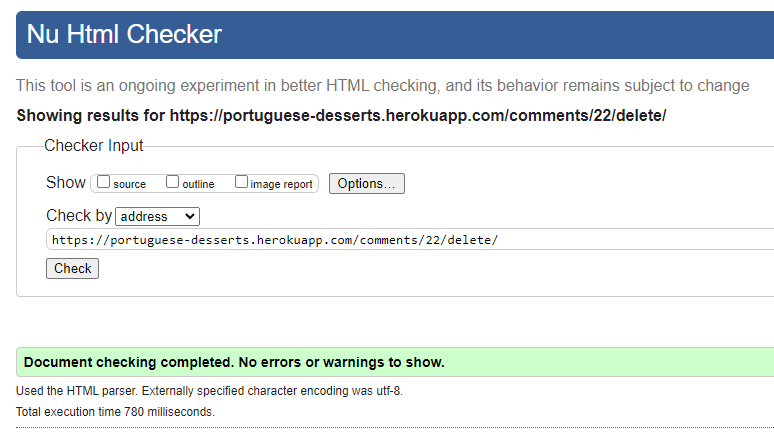 Nu Html Checker
This tool is an ongoing experiment in better HTML checking, and its behavior remains subject to change
Showing results for https://portuguese-desserts.herokuapp.com/comments/22/delete/
Checker Input
Show source outline image report Options...
Check by address
https://portuguese-desserts.herokuapp.com/comments/22/delete/
Check
Document checking completed. No errors or warnings to show.
Used the HTML parser. Externally specified character encoding was utf-8.
Total execution time 780 milliseconds.